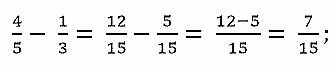 4/5 − 1/3 = 12/15 − 5/15 = 12−5/15 = 7/15;